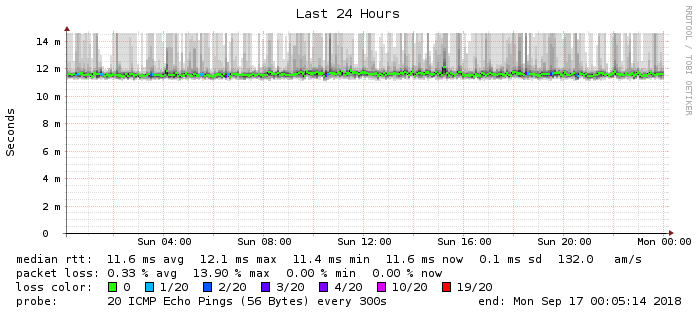 Last 24 Hours
RRDTOOL / TOBI OETIKER
Seconds
14 m
12 m
10 m
8 m
6 m
4 m
2 m
0
Sun 04:00 Sun 08:00 Sun 12:00 Sun 16:00 Sun 20:00 Mon 00:00
median rtt: 11.6 ms avg 12.1 ms max 11.4 ms min 11.6 ms now 0.1 ms sd 132.0 am/s
packet loss: 0.33 % avg 13.90 % max 0.00 % min 0.00 % now
loss color: 0 1/20 2/20 3/20 4/20 10/20 19/20
probe: 20 ICMP Echo Pings (56 Bytes) every 300s end: Mon Sep 17 00:05:14 2018